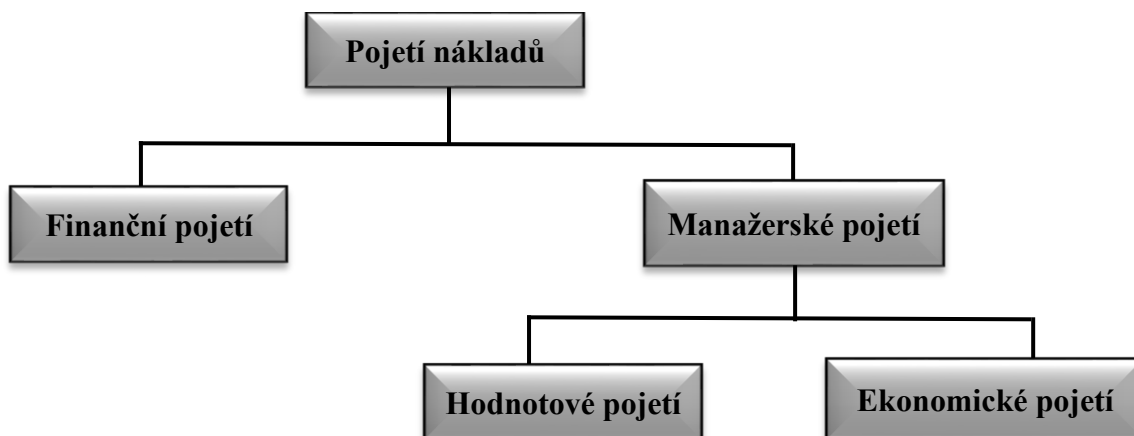 Pojetí nákladů
Finanční pojetí
Manažerské pojetí
Hodnotové pojetí
Ekonomické pojetí